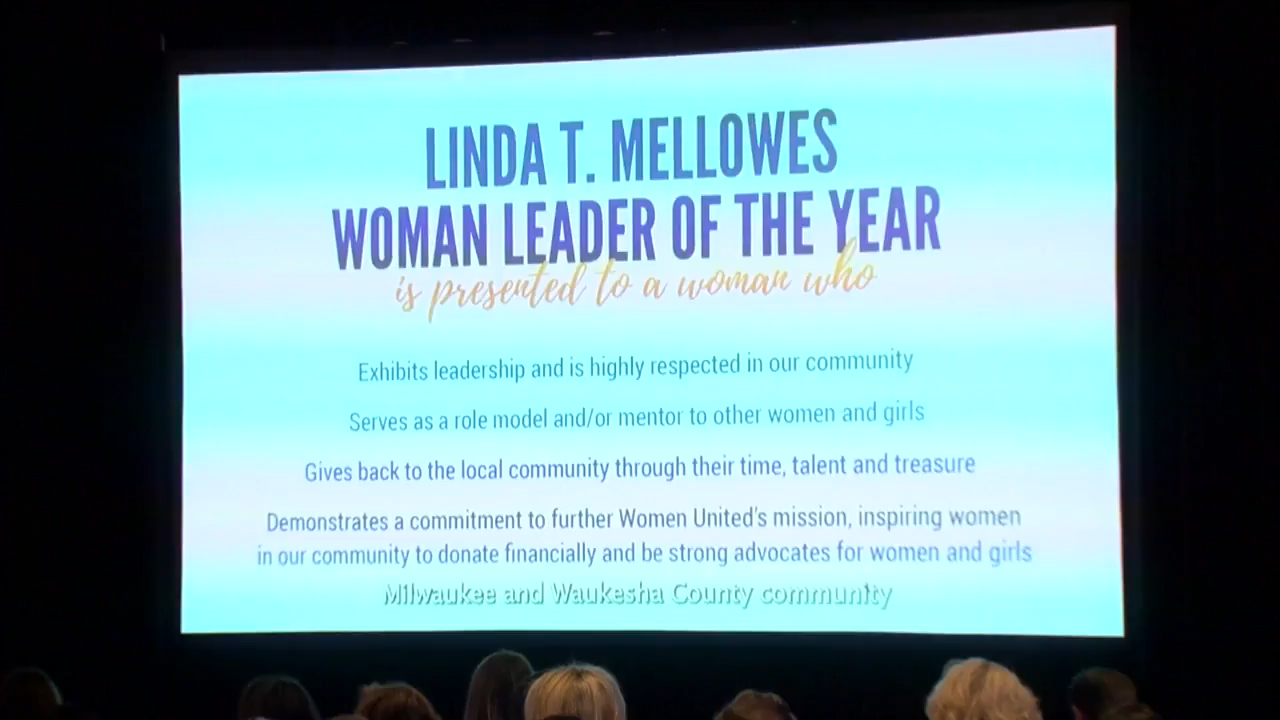 LINDA T. MELLOWES
WOMAN LEADER OF THE YEAR
is presented to a woman who
Exhibits leadership and is highly respected in our community
Serves as a role model and/or mentor to other women and girls
Gives back to the local community through their time, talent and treasure
Demonstrates a commitment to further Women United's mission, inspiring women
in our community to donate financially and be strong advocates for women and girls
Milwaukee and Waukesha County community